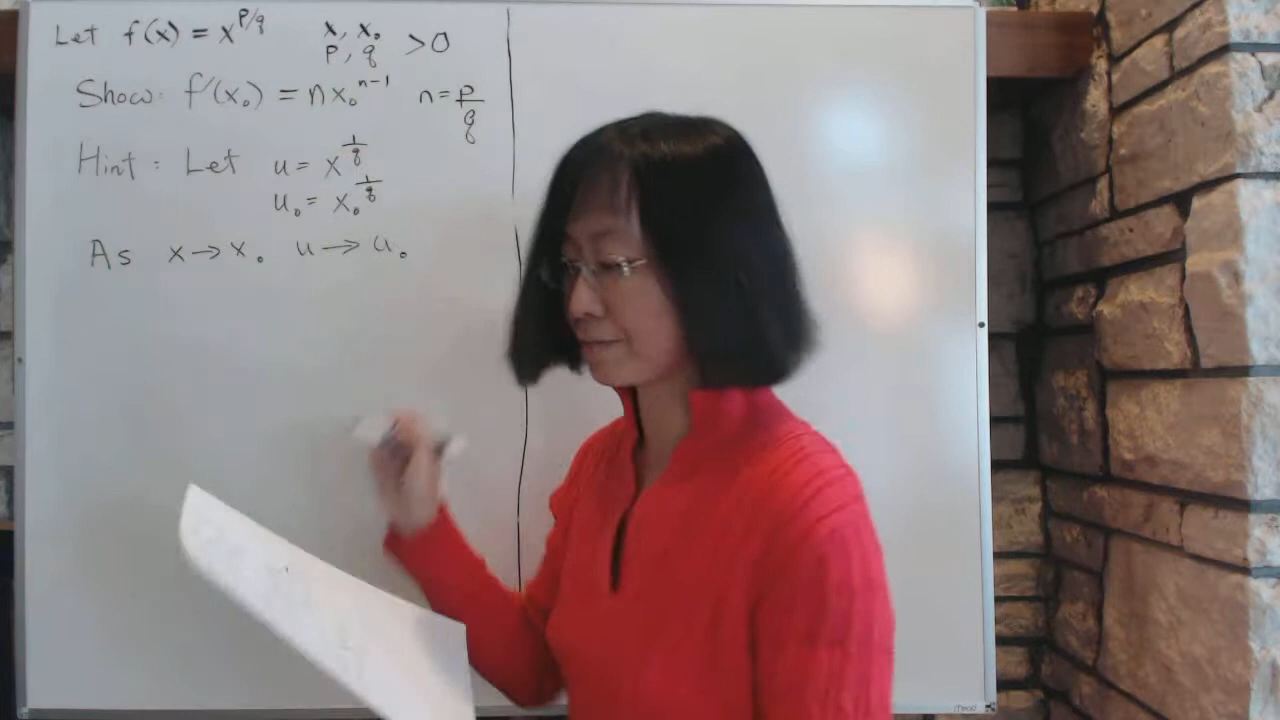 Let f(x) = x^{p/q} x, x₀ p, q > 0
Show: f'(x₀) = n x₀^{n-1} n = p/q
Hint: Let u = x^{1/q}
u₀ = x₀^{1/q}
As x → x₀ u → u₀